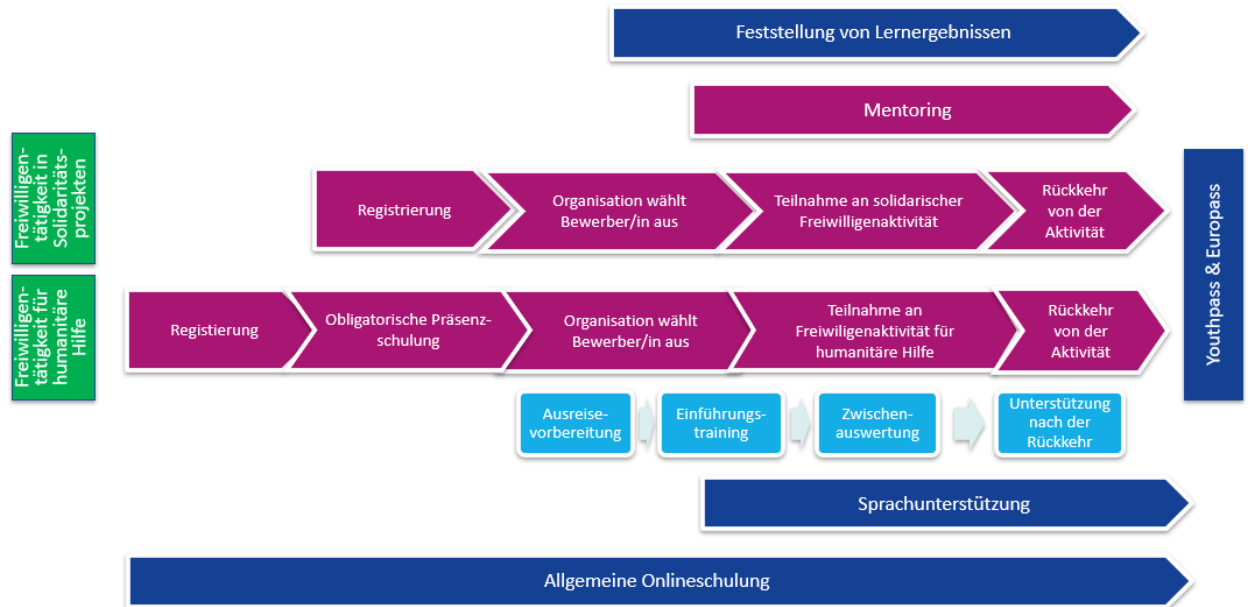 Feststellung von Lernergebnissen
Mentoring
Freiwilligen-
tätigkeit in
Solidaritäts-
projekten
Registrierung
Organisation wählt
Bewerber/in aus
Teilnahme an solidarischer
Freiwilligenaktivität
Rückkehr
von der
Aktivität
Freiwilligen-
tätigkeit für
humanitäre
Hilfe
Registierung
Obligatorische Präsenz-
schulung
Organisation wählt
Bewerber/in aus
Teilnahme an
Freiwiligenaktivität für
humanitäre Hilfe
Rückkehr
von der
Aktivität
Youthpass & Europass
Ausreise-
vorbereitung
Einführungs-
training
Zwischen-
auswertung
Unterstützung
nach der
Rückkehr
Sprachunterstützung
Allgemeine Onlineschulung